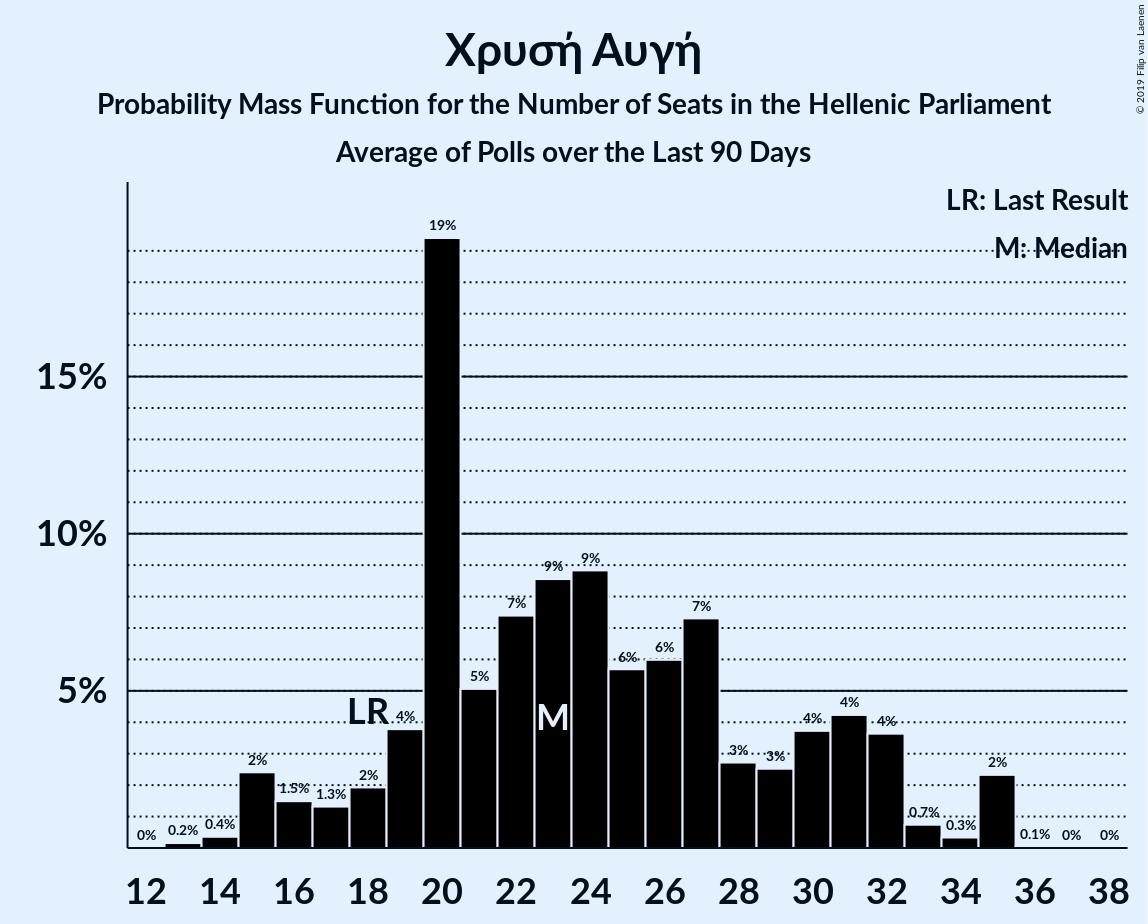 Χρυσή Αυγή
Probability Mass Function for the Number of Seats in the Hellenic Parliament
Average of Polls over the Last 90 Days
© 2019 Filip van Laenen
LR: Last Result
M: Median
15%
10%
5%
0% 0.2% 0.4% 2% 1.5% 1.3% 2% 4% 19% 5% 7% 9% 9% 6% 6% 7% 3% 3% 4% 4% 4% 0.7% 0.3% 2% 0.1% 0% 0%
LR
M
12 14 16 18 20 22 24 26 28 30 32 34 36 38